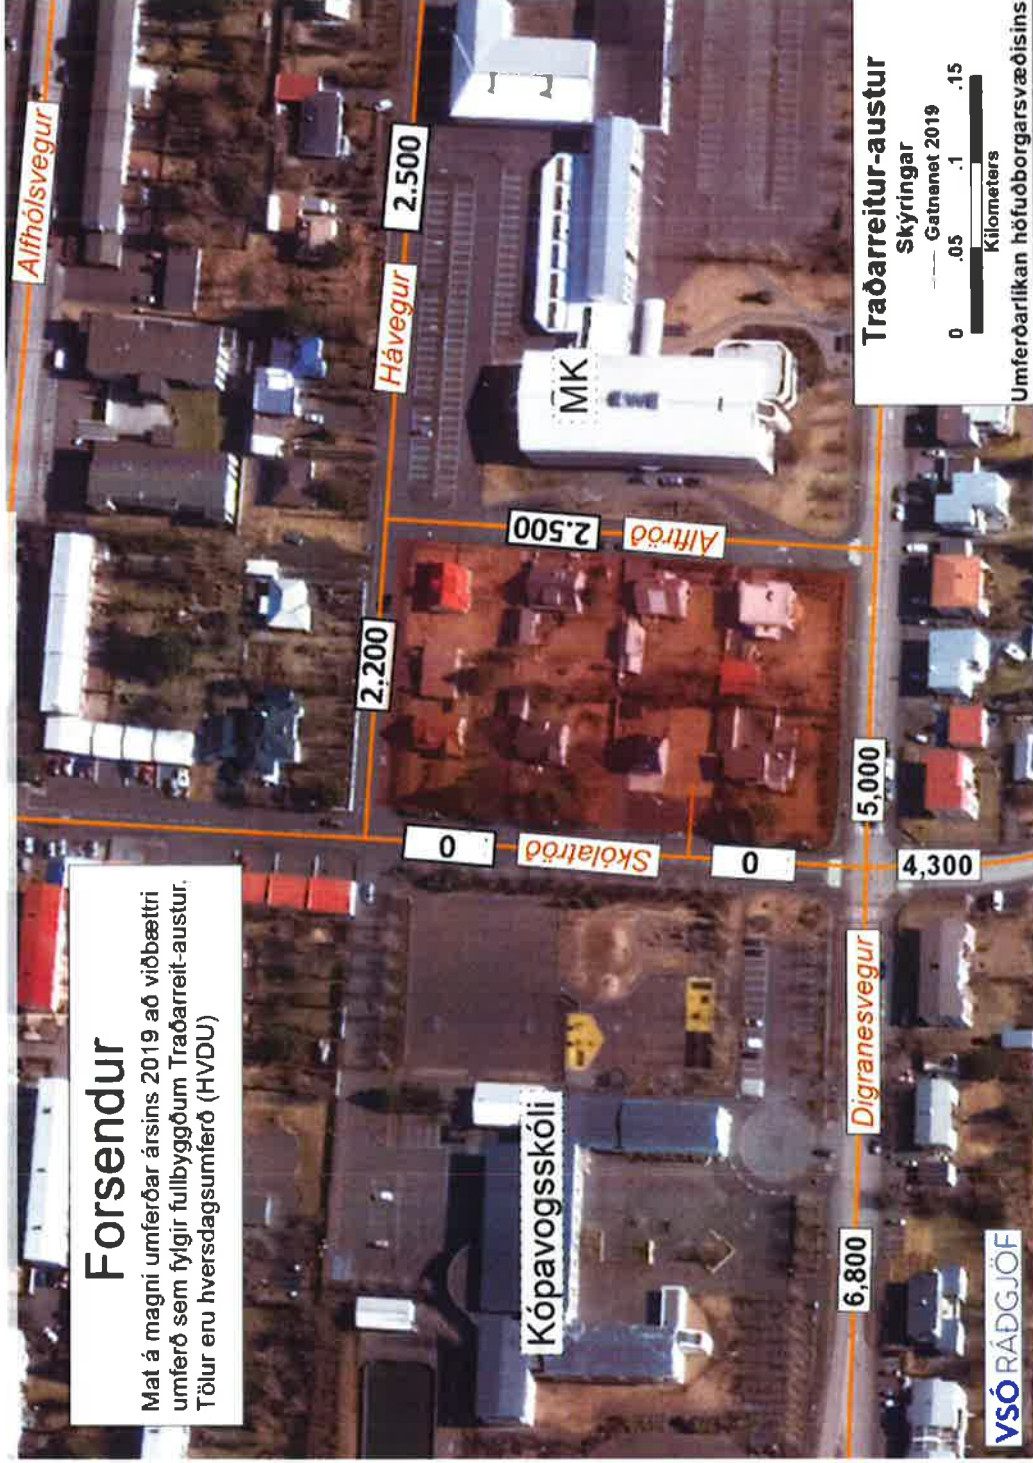 Forsendur
Mat á magni umferðar ársins 2019 að viðbættri
umferð sem fylgir fullbyggðum Traðarreit-austur.
Tölur eru hversdagsumferð (HVDU)
Álfhólsvegur
Hávegur
2.500
2.200
2.500
Álftröð
0
Skólatröð
0
MK
Kópavogsskóli
Digranesvegur
6,800
5,000
4,300
Traðarreitur-austur
Skýringar
Gatnanet 2019
0 .05 .1 .15
Kilometers
Umferðarlíkan höfuðborgarsvæðisins
VSÓ RÁÐGJÖF